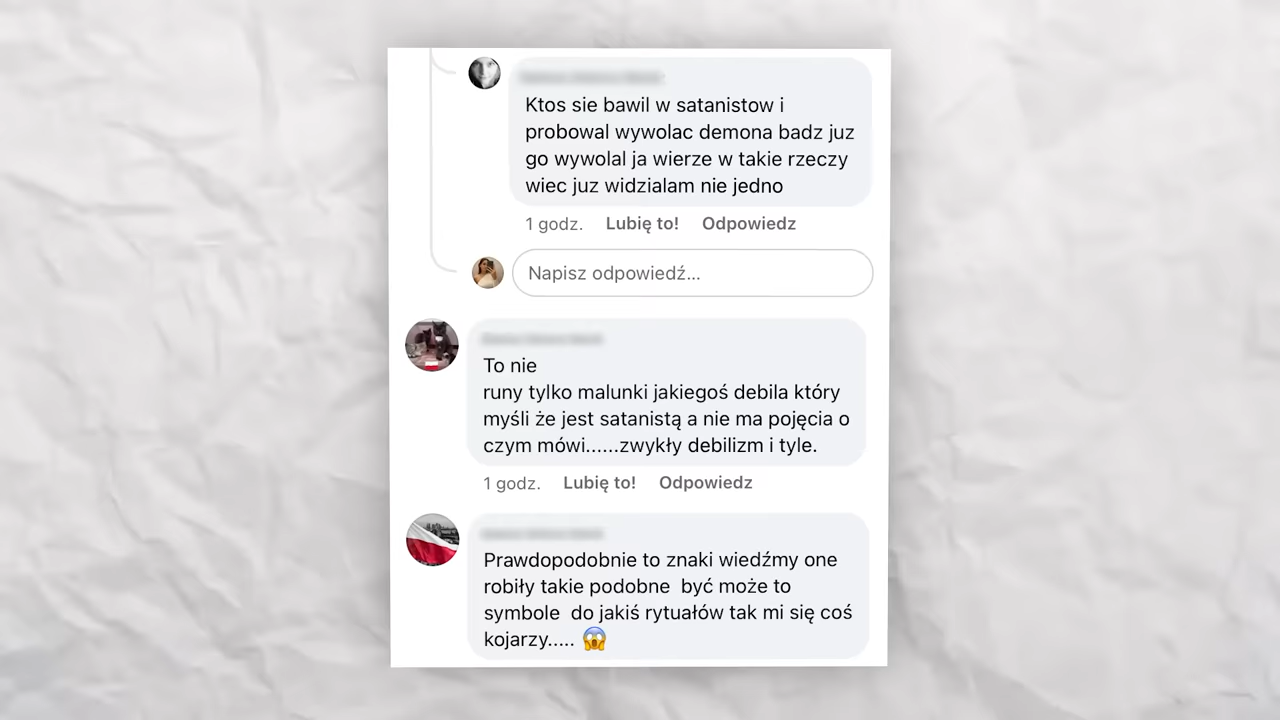 Ktos sie bawil w satanistow i
probowal wywolac demona badz juz
go wywolal ja wierze w takie rzeczy
wiec juz widzialam nie jedno
1 godz. Lubię to! Odpowiedz
Napisz odpowiedź...
To nie
runy tylko malunki jakiegoś debila który
myśli że jest satanistą a nie ma pojęcia o
czym mówi......zwykły debilizm i tyle.
1 godz. Lubię to! Odpowiedz
Prawdopodobnie to znaki wiedźmy one
robiły takie podobne być może to
symbole do jakiś rytuałów tak mi się coś
kojarzy..... 😱